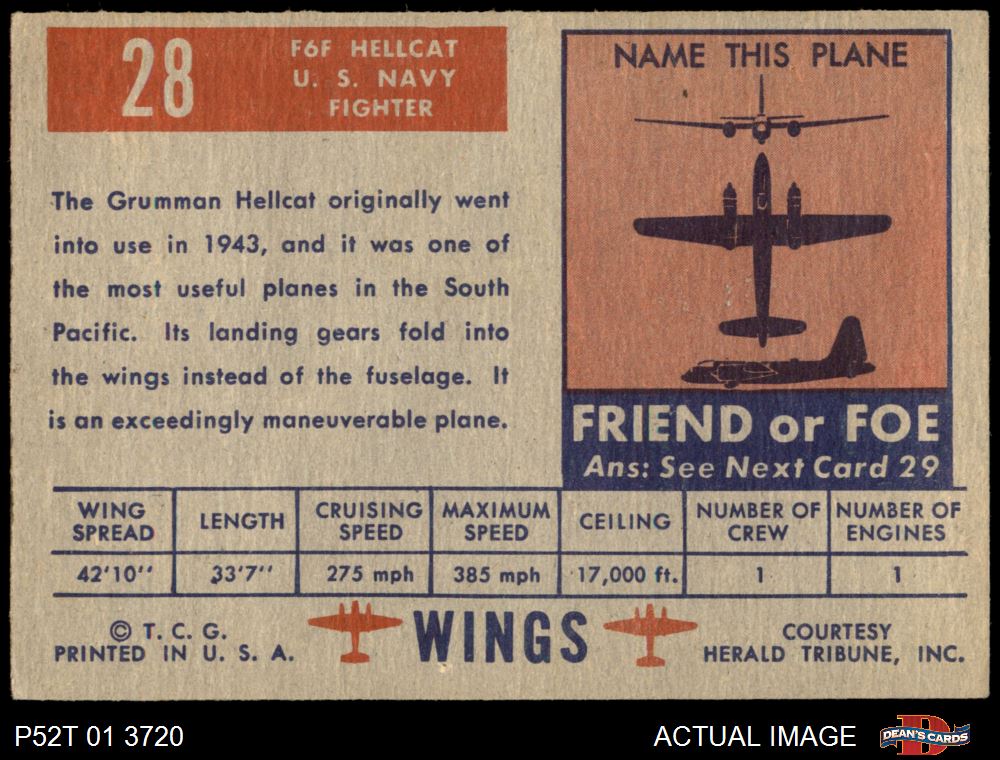 28
F6F HELLCAT
U. S. NAVY
FIGHTER
The Grumman Hellcat originally went
into use in 1943, and it was one of
the most useful planes in the South
Pacific. Its landing gears fold into
the wings instead of the fuselage. It
is an exceedingly maneuverable plane.
NAME THIS PLANE
FRIEND or FOE
Ans: See Next Card 29
WING SPREAD
LENGTH
CRUISING SPEED
MAXIMUM SPEED
CEILING
NUMBER OF CREW
NUMBER OF ENGINES
42'10'' 33'7'' 275 mph 385 mph 17,000 ft. 1 1
© T. C. G.
PRINTED IN U. S. A.
WINGS
COURTESY
HERALD TRIBUNE, INC.
P52T 01 3720
ACTUAL IMAGE
D
DEAN'S CARDS